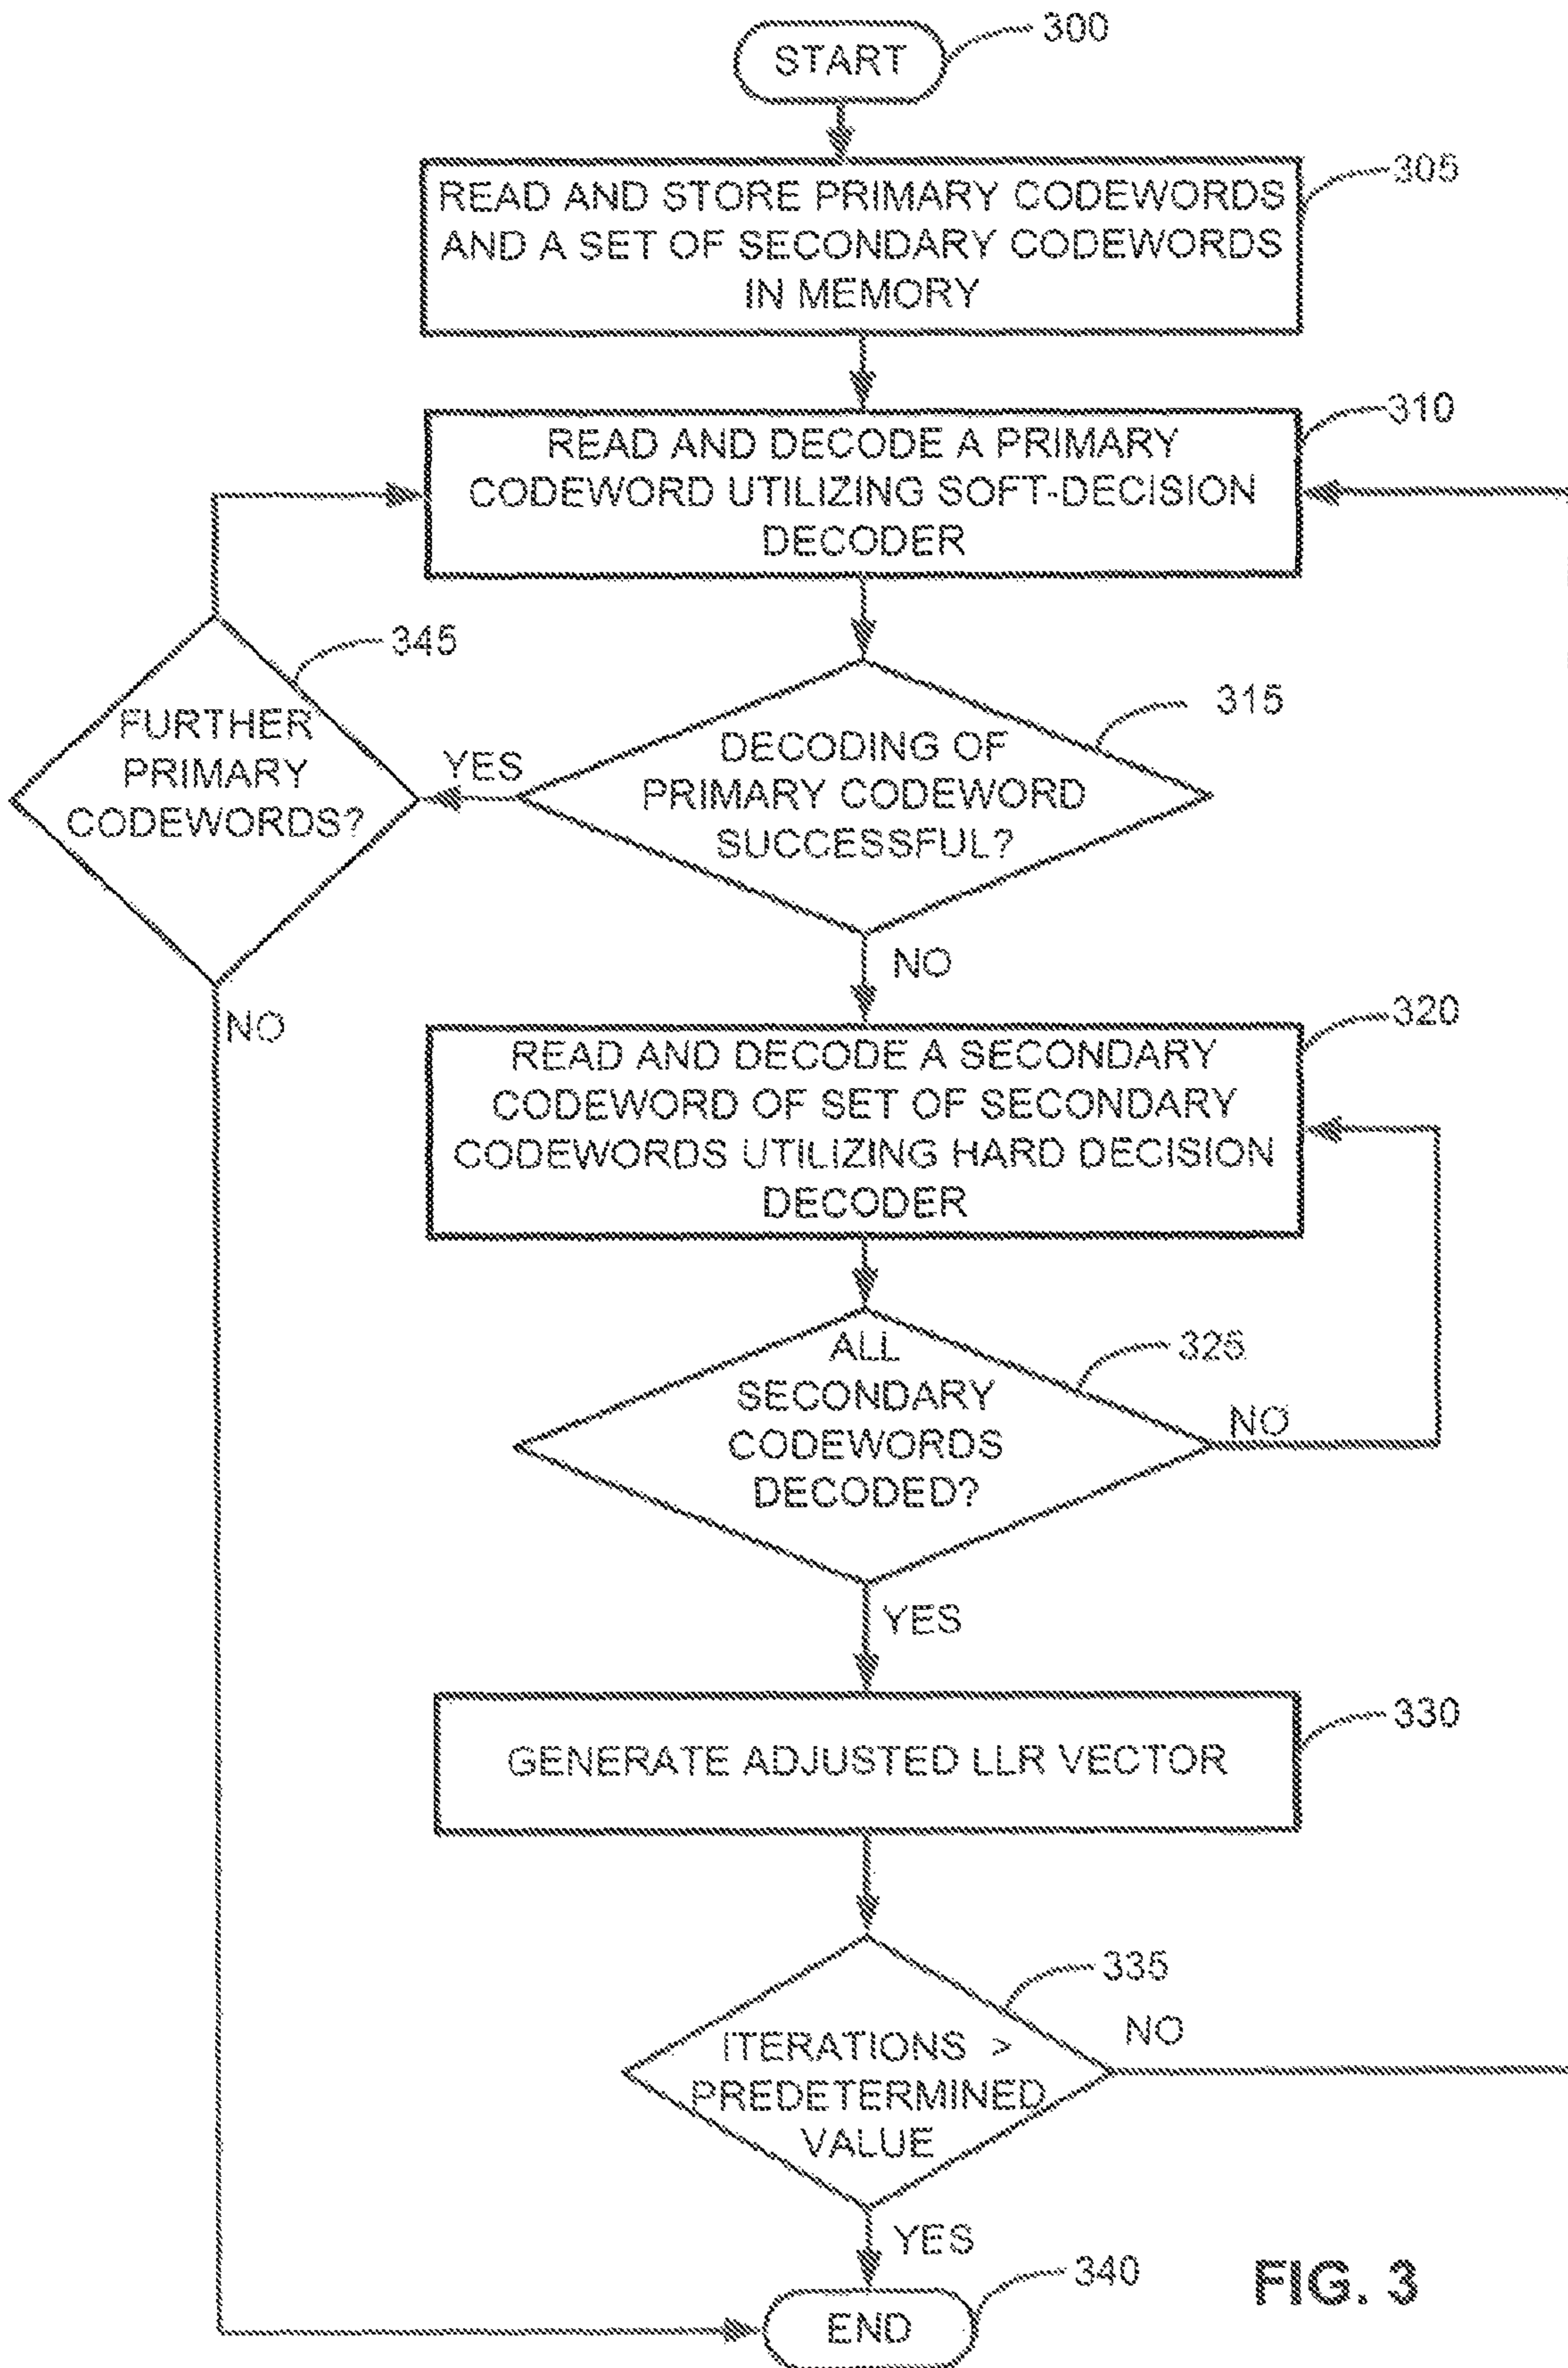 START
300
READ AND STORE PRIMARY CODEWORDS
AND A SET OF SECONDARY CODEWORDS
IN MEMORY
305
READ AND DECODE A PRIMARY
CODEWORD UTILIZING SOFT-DECISION
DECODER
310
FURTHER
PRIMARY
CODEWORDS?
345
YES
DECODING OF
PRIMARY CODEWORD
SUCCESSFUL?
315
NO
NO
READ AND DECODE A SECONDARY
CODEWORD OF SET OF SECONDARY
CODEWORDS UTILIZING HARD DECISION
DECODER
320
ALL
SECONDARY
CODEWORDS
DECODED?
325
NO
YES
GENERATE ADJUSTED LLR VECTOR
330
ITERATIONS >
PREDETERMINED
VALUE
335
NO
YES
END
340
FIG. 3